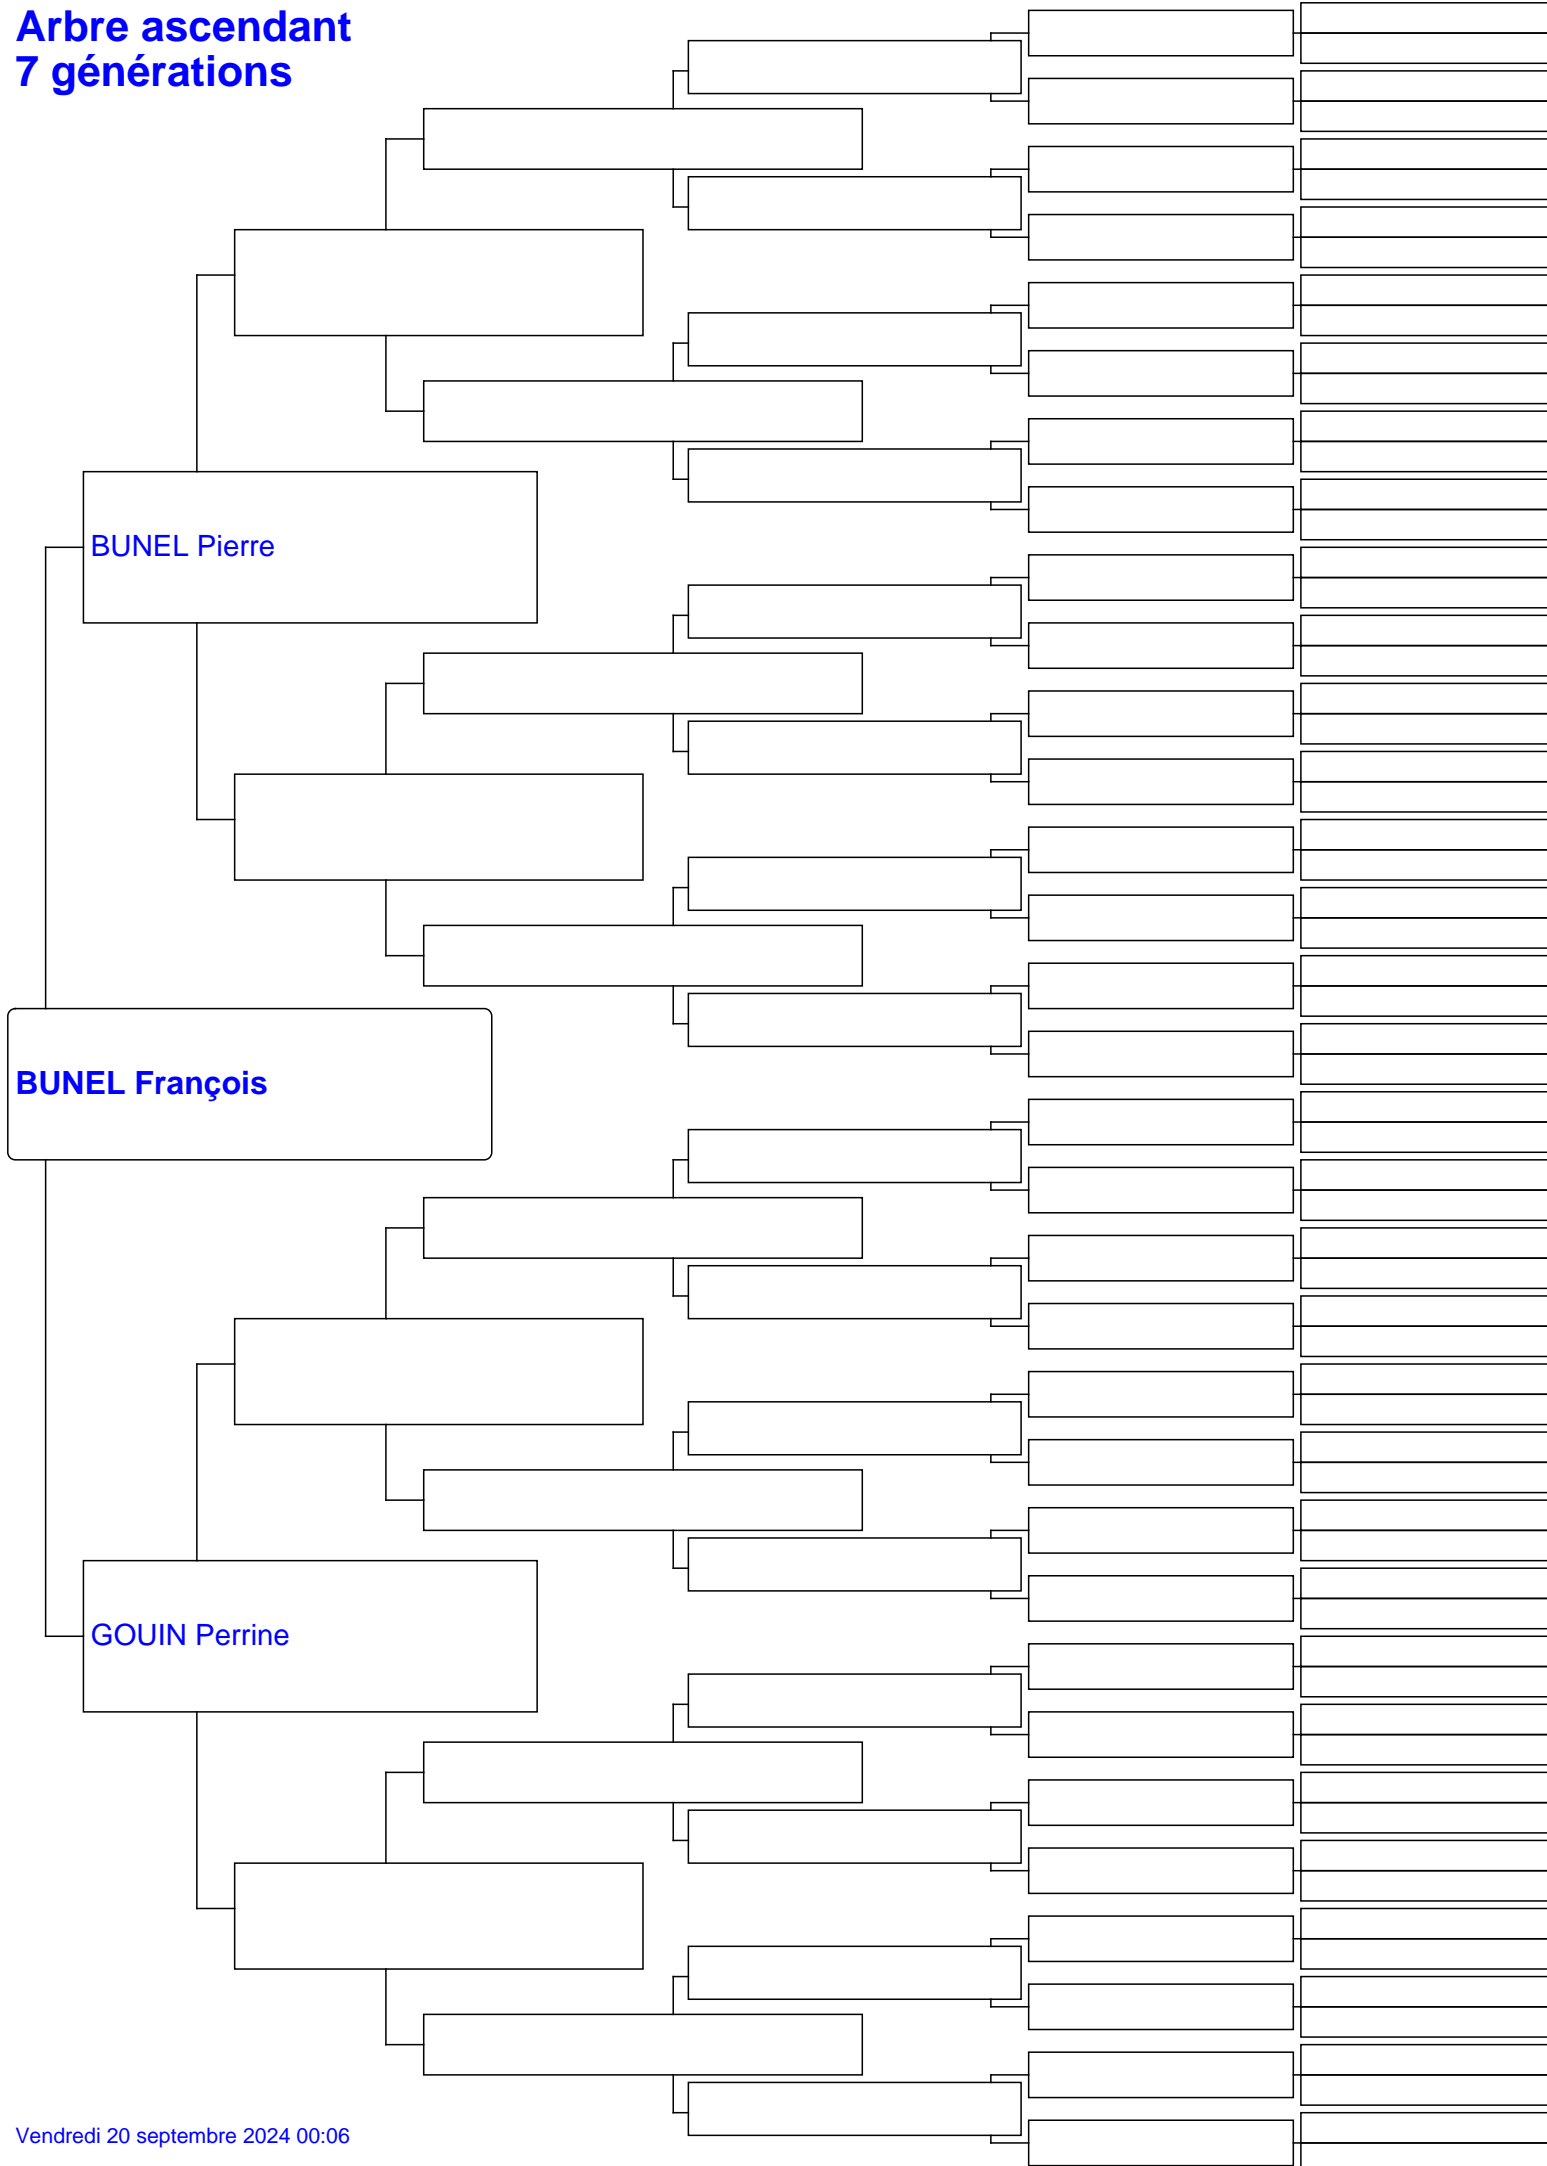 Arbre ascendant
7 générations
BUNEL Pierre
BUNEL François
GOUIN Perrine
Vendredi 20 septembre 2024 00:06